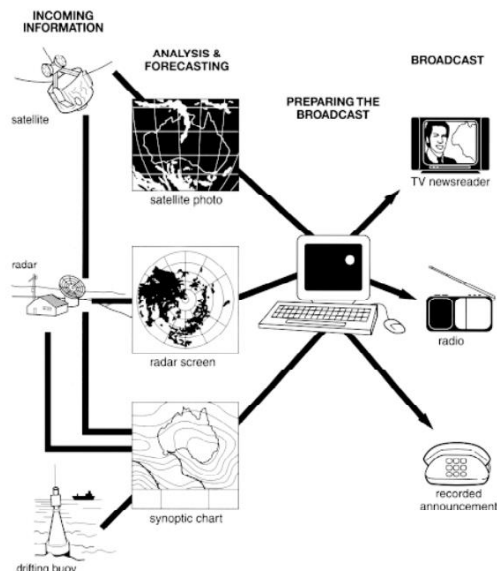 INCOMING
INFORMATION
satellite
radar
drifting buoy
ANALYSIS &
FORECASTING
satellite photo
radar screen
synoptic chart
PREPARING THE
BROADCAST
BROADCAST
TV newsreader
radio
recorded
announcement